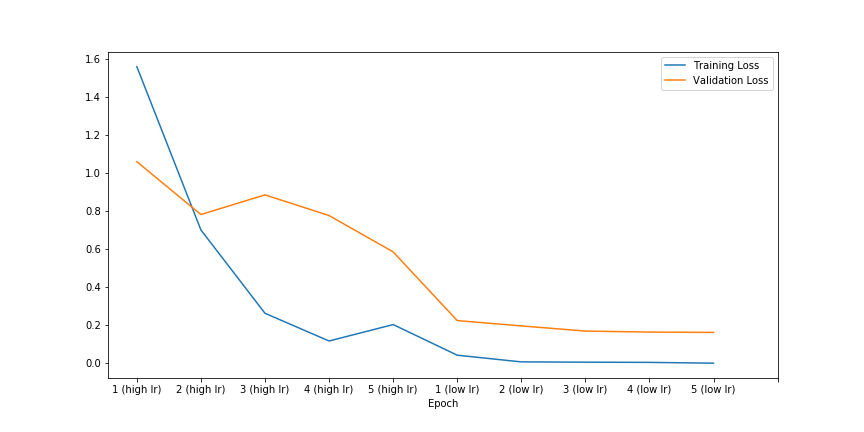 Training Loss
Validation Loss
1.6
1.4
1.2
1.0
0.8
0.6
0.4
0.2
0.0
1 (high lr) 2 (high lr) 3 (high lr) 4 (high lr) 5 (high lr) 1 (low lr) 2 (low lr) 3 (low lr) 4 (low lr) 5 (low lr)
Epoch